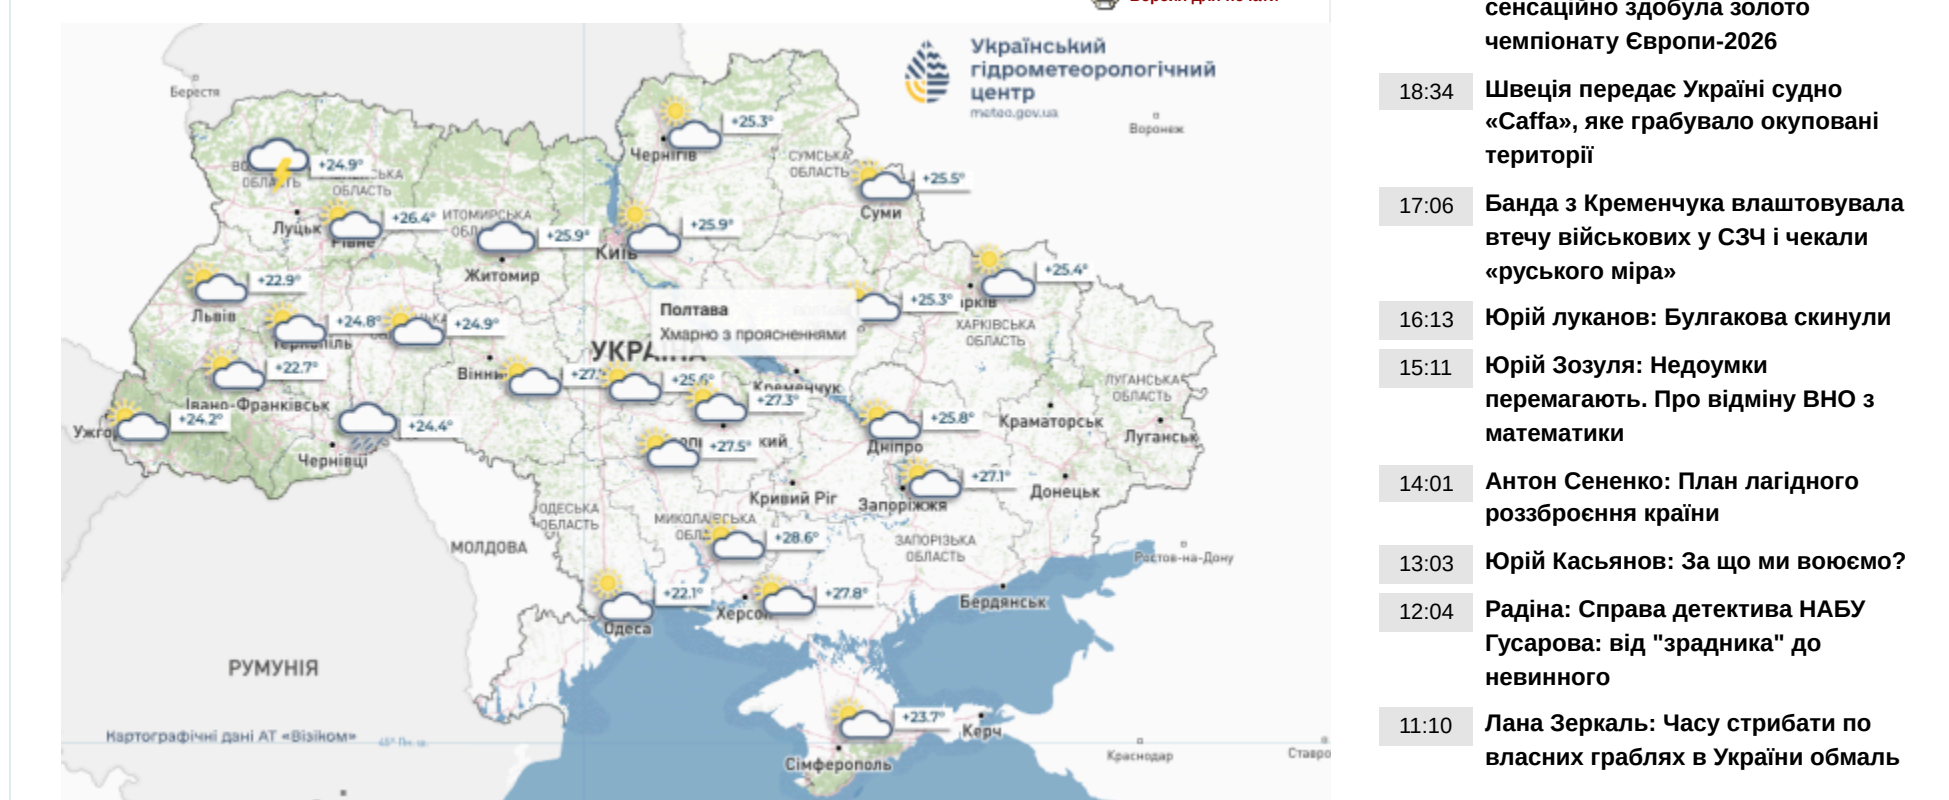 Український
гідрометеорологічний
центр
meteo.gov.ua
Берестя
Воронеж
+25.3°
Чернігів
СУМСЬКА
ОБЛАСТЬ
+24.9°
ОБЛАСТЬ
+25.5°
Суми
+26.4°
Луцьк
+25.9°
+25.9°
Київ
Житомир
+22.9°
Львів
+25.4°
+25.3°
ХАРКІВСЬКА
ОБЛАСТЬ
Полтава
Хмарно з проясненнями
+24.8°
+24.9°
Тернопіль
УКРАЇНА
+22.7°
+25.6°
Кременчук
+27.3°
ЛУГАНСЬКА
ОБЛАСТЬ
Івано-Франківськ
+24.2°
+24.4°
Чернівці
+27.5°
кий
+25.8°
Дніпро
Краматорськ
Луганськ
+27.1°
Донецьк
Кривий Ріг
Запоріжжя
ОДЕСЬКА
ОБЛАСТЬ
МИКОЛАЇВСЬКА
+28.6°
ЗАПОРІЗЬКА
ОБЛАСТЬ
МОЛДОВА
Ростов-на-Дону
+22.1°
Херсон
+27.8°
Бердянськ
Одеса
РУМУНІЯ
+23.7°
Керч
Сімферополь
Краснодар
Ставро
Картографічні дані АТ «Візіком»
сенсаційно здобула золото
чемпіонату Європи-2026
18:34 Швеція передає Україні судно
«Caffa», яке грабувало окуповані
території
17:06 Банда з Кременчука влаштовувала
втечу військових у СЗЧ і чекали
«руського міра»
16:13 Юрій луканов: Булгакова скинули
15:11 Юрій Зозуля: Недоумки
перемагають. Про відміну ВНО з
математики
14:01 Антон Сененко: План лагідного
роззброєння країни
13:03 Юрій Касьянов: За що ми воюємо?
12:04 Радіна: Справа детектива НАБУ
Гусарова: від "зрадника" до
невинного
11:10 Лана Зеркаль: Часу стрибати по
власних граблях в України обмаль